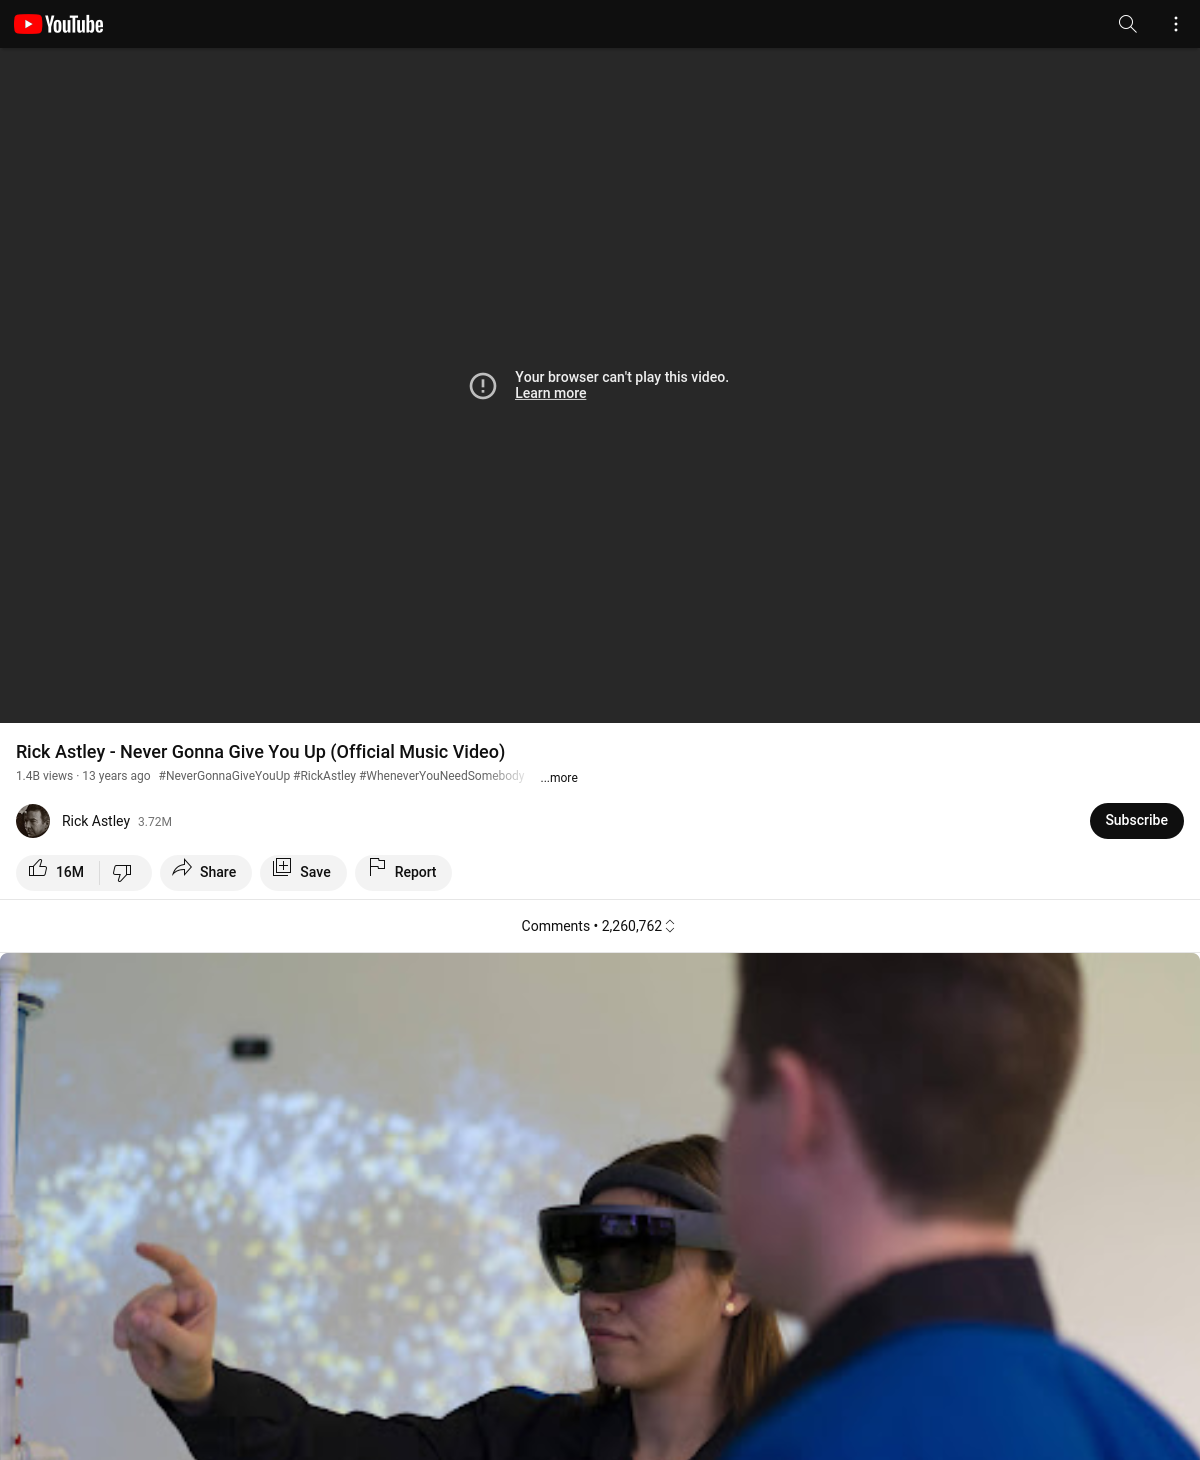 YouTube
Your browser can't play this video.
Learn more
Rick Astley - Never Gonna Give You Up (Official Music Video)
1.4B views · 13 years ago #NeverGonnaGiveYouUp #RickAstley #WheneverYouNeedSomebody ...more
Rick Astley 3.72M
Subscribe
16M Share Save Report
Comments • 2,260,762